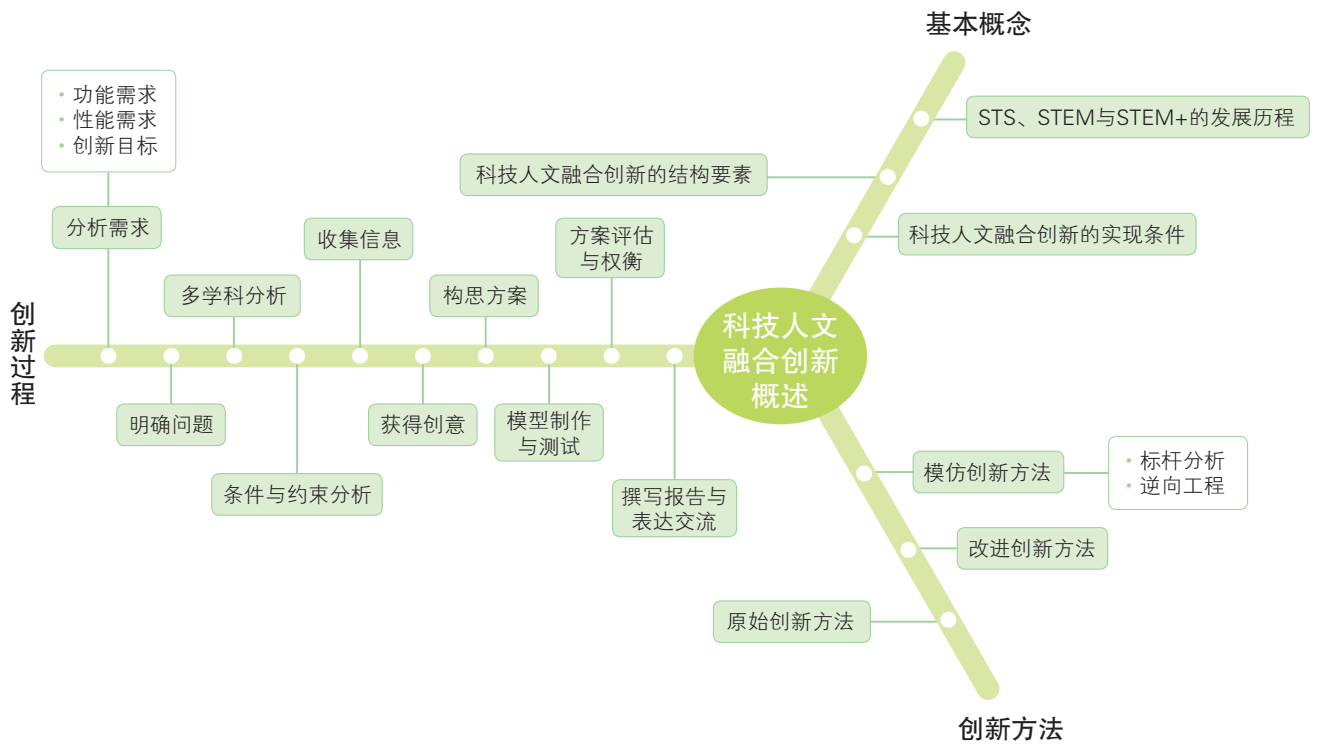 基本概念
STS、STEM与STEM+的发展历程
科技人文融合创新的结构要素
科技人文融合创新的实现条件
创新过程
· 功能需求
· 性能需求
· 创新目标
分析需求
明确问题
多学科分析
条件与约束分析
收集信息
获得创意
构思方案
模型制作
与测试
方案评估
与权衡
撰写报告与
表达交流
科技人文
融合创新
概述
模仿创新方法
· 标杆分析
· 逆向工程
改进创新方法
原始创新方法
创新方法